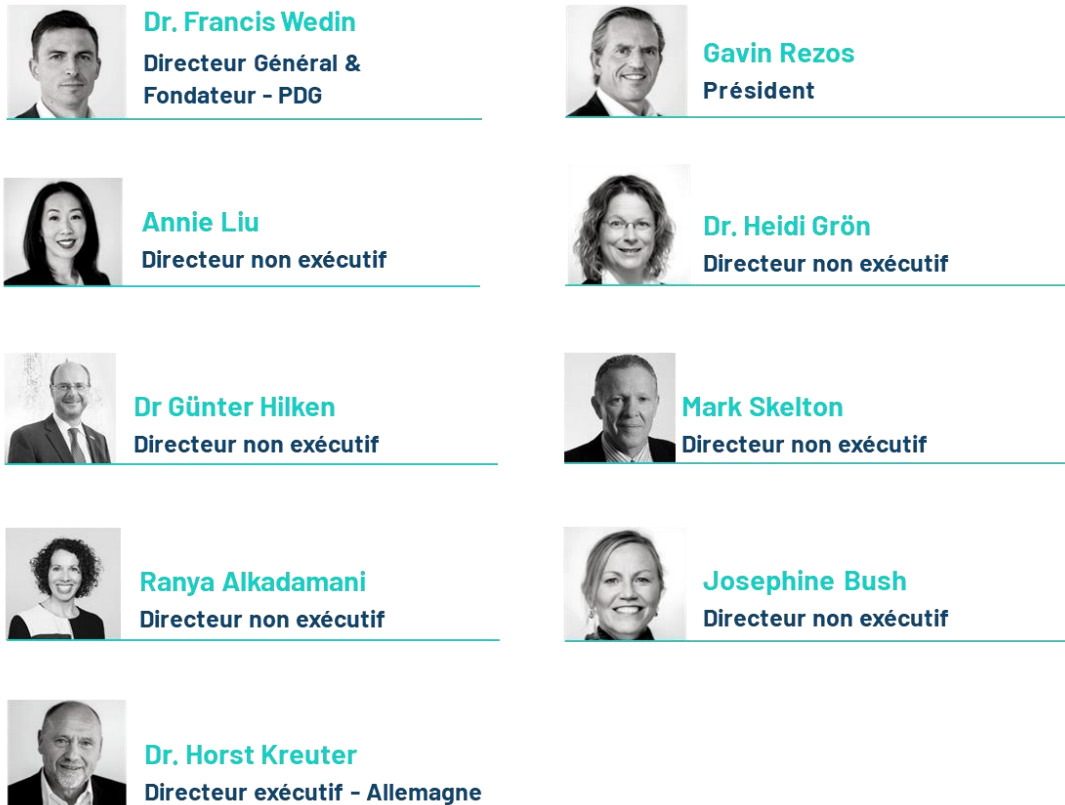 Dr. Francis Wedin
Directeur Général &
Fondateur - PDG
Gavin Rezos
Président
Annie Liu
Directeur non exécutif
Dr. Heidi Grön
Directeur non exécutif
Dr Günter Hilken
Directeur non exécutif
Mark Skelton
Directeur non exécutif
Ranya Alkadamani
Directeur non exécutif
Josephine Bush
Directeur non exécutif
Dr. Horst Kreuter
Directeur exécutif - Allemagne